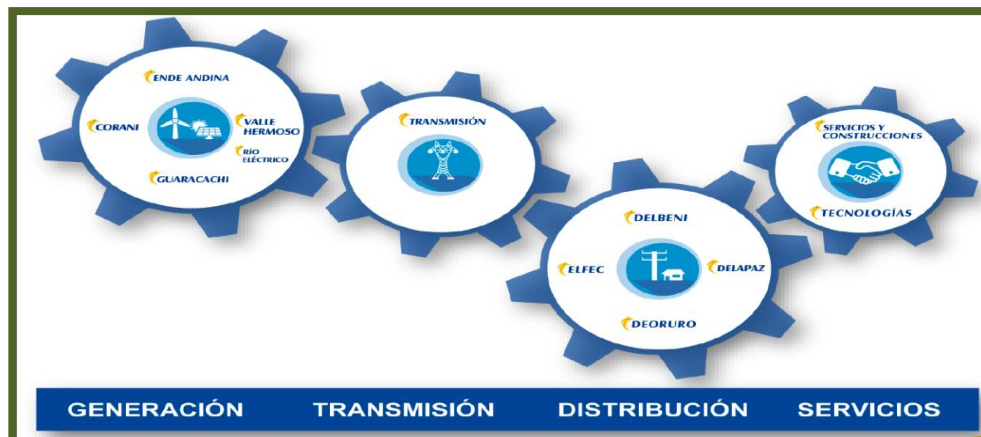 ENDE ANDINA
CORANI
VALLE
HERMOSO
RÍO
ELÉCTRICO
GUARACACHI
TRANSMISIÓN
DELBENI
ELFEC
DELAPAZ
DEORURO
SERVICIOS Y
CONSTRUCCIONES
TECNOLOGÍAS
GENERACIÓN
TRANSMISIÓN
DISTRIBUCIÓN
SERVICIOS